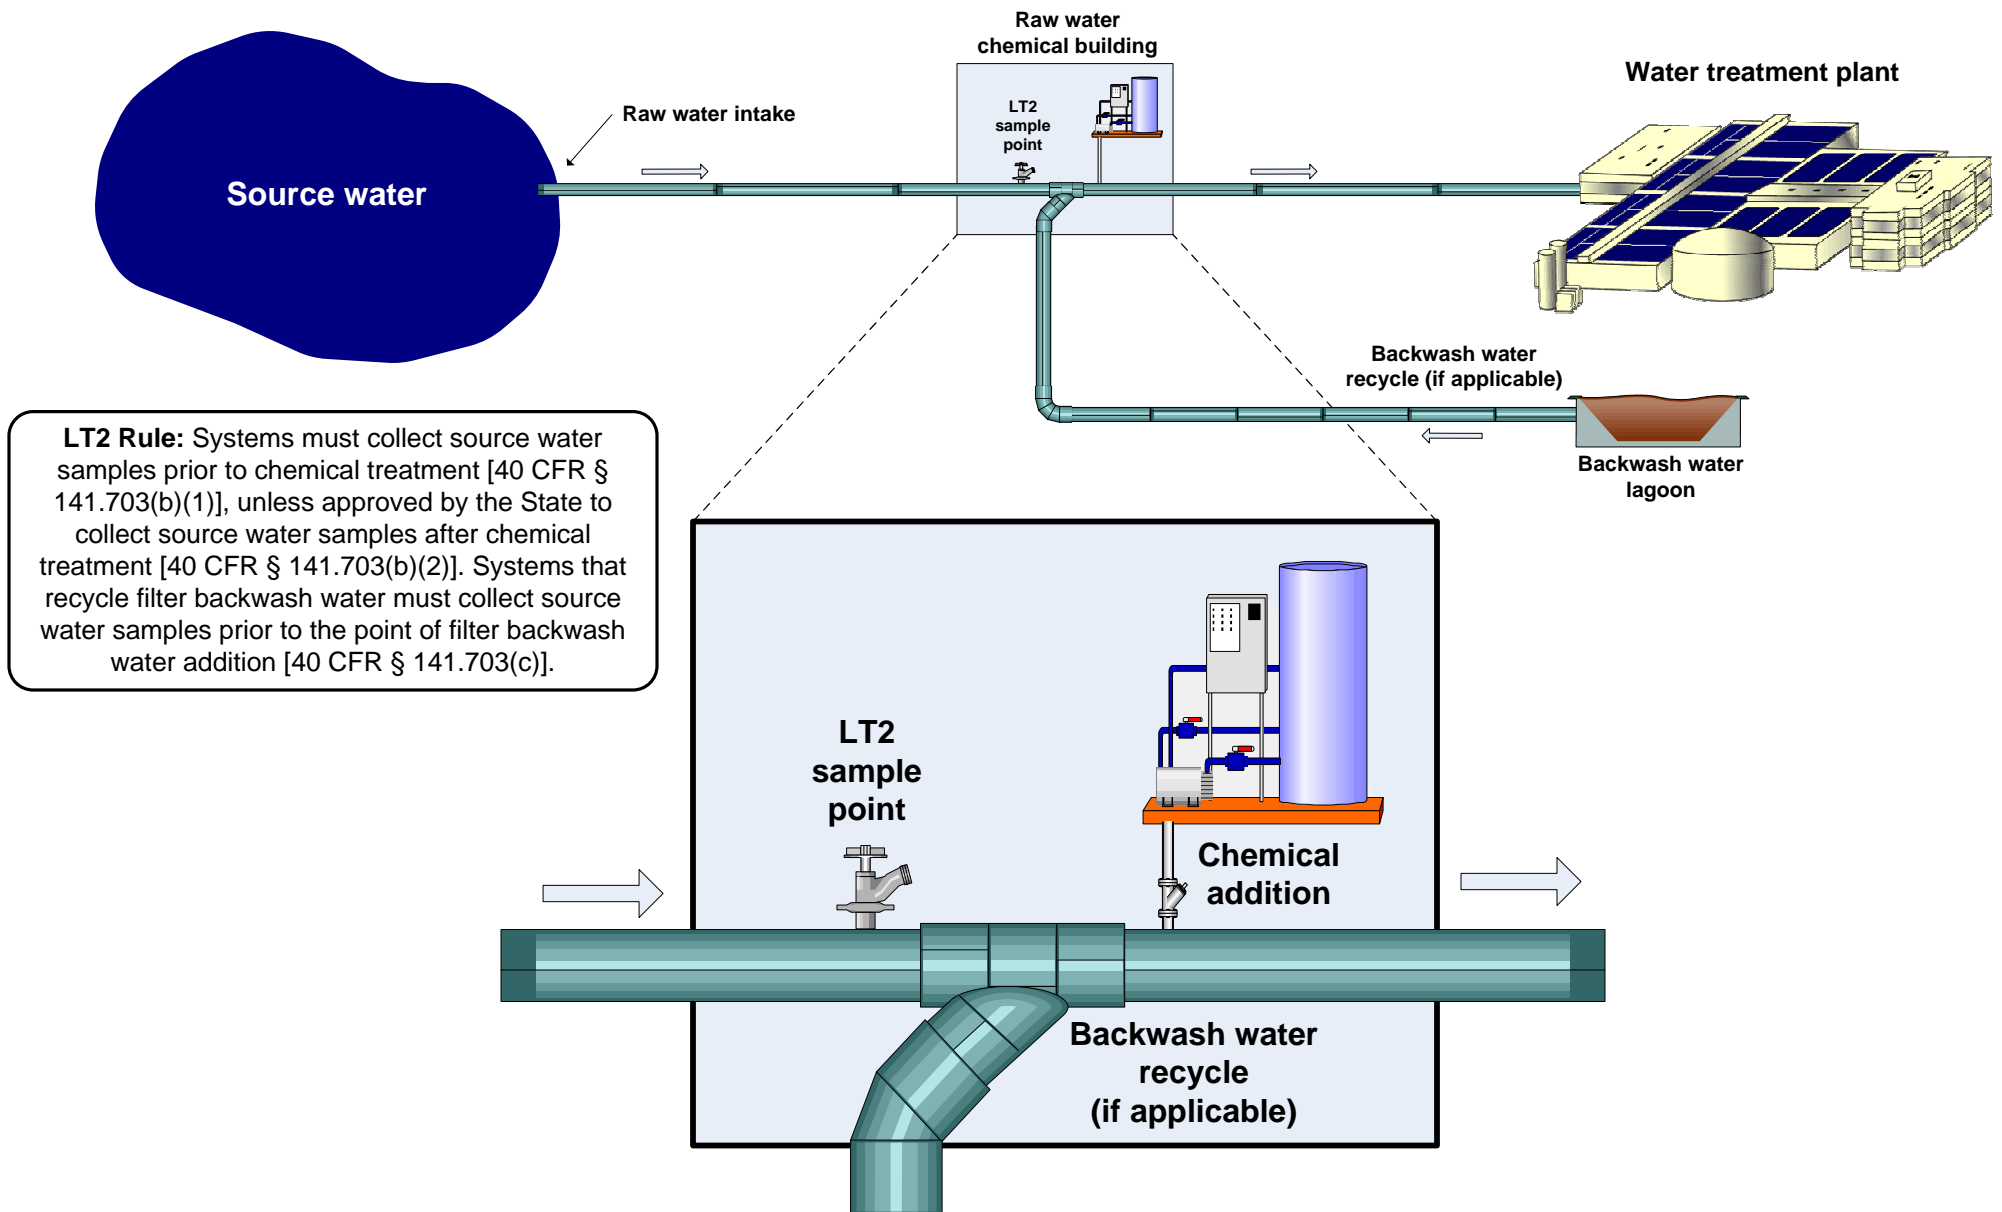 Raw water
chemical building
Water treatment plant
Raw water intake
LT2
sample
point
Source water
Backwash water
recycle (if applicable)
Backwash water
lagoon
LT2 Rule: Systems must collect source water
samples prior to chemical treatment [40 CFR §
141.703(b)(1)], unless approved by the State to
collect source water samples after chemical
treatment [40 CFR § 141.703(b)(2)]. Systems that
recycle filter backwash water must collect source
water samples prior to the point of filter backwash
water addition [40 CFR § 141.703(c)].
LT2
sample
point
Chemical
addition
Backwash water
recycle
(if applicable)